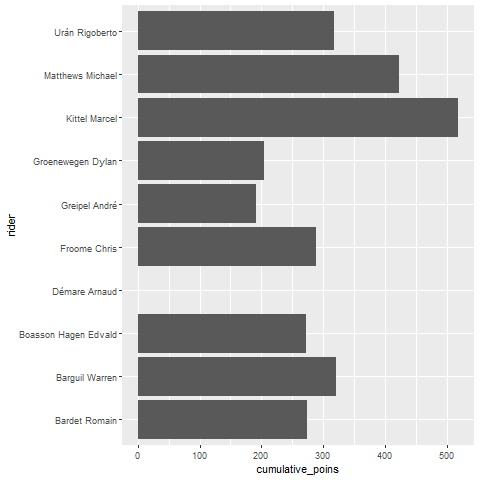 Urán Rigoberto
Matthews Michael
Kittel Marcel
Groenewegen Dylan
Greipel André
Froome Chris
Démare Arnaud
Boasson Hagen Edvald
Barguil Warren
Bardet Romain
rider
0 100 200 300 400 500
cumulative_poins